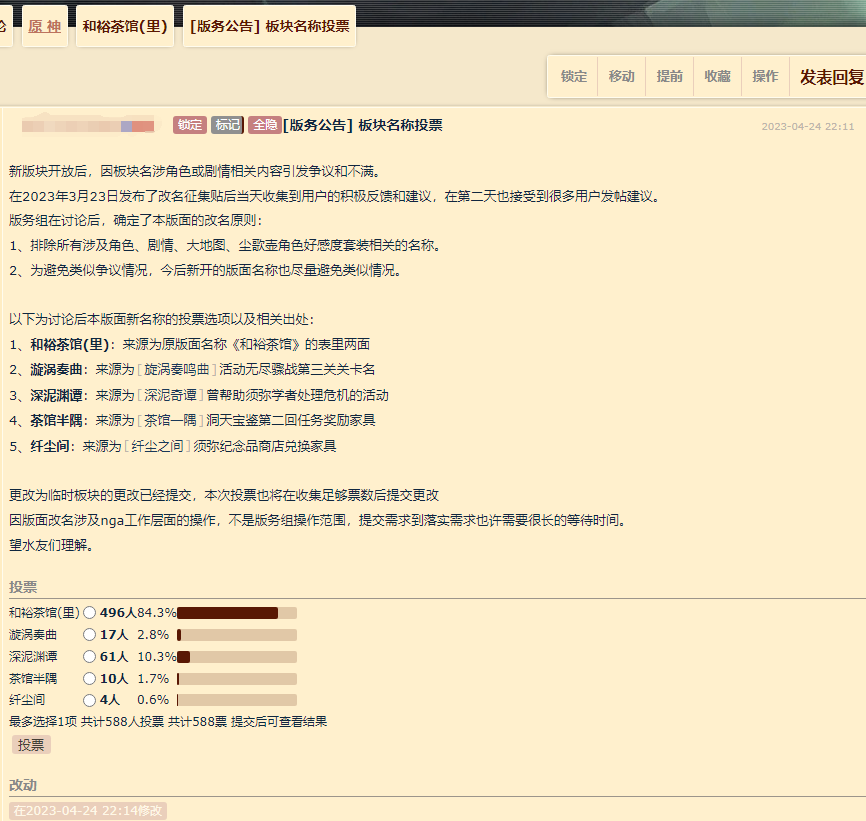 论
原神
和裕茶馆(里)
[版务公告] 板块名称投票
锁定 移动 提前 收藏 操作 发表回复
锁定 标记 全隐 [版务公告] 板块名称投票
2023-04-24 22:11
新版块开放后，因板块名涉角色或剧情相关内容引发争议和不满。
在2023年3月23日发布了改名征集贴后当天收集到用户的积极反馈和建议，在第二天也接受到很多用户发帖建议。
版务组在讨论后，确定了本版面的改名原则：
1、排除所有涉及角色、剧情、大地图、尘歌壶角色好感度套装相关的名称。
2、为避免类似争议情况，今后新开的版面名称也尽量避免类似情况。
以下为讨论后本版面新名称的投票选项以及相关出处：
1、和裕茶馆(里)：来源为原版面名称《和裕茶馆》的表里两面
2、漩涡奏曲：来源为[旋涡奏鸣曲]活动无尽骤战第三关关卡名
3、深泥渊谭：来源为[深泥奇谭]曾帮助须弥学者处理危机的活动
4、茶馆半隅：来源为[茶馆一隅]洞天宝鉴第二回任务奖励家具
5、纤尘间：来源为[纤尘之间]须弥纪念品商店兑换家具
更改为临时板块的更改已经提交，本次投票也将在收集足够票数后提交更改
因版面改名涉及nga工作层面的操作，不是版务组操作范围，提交需求到落实需求也许需要很长的等待时间。
望水友们理解。
投票
和裕茶馆(里) 496人84.3%
漩涡奏曲 17人 2.8%
深泥渊谭 61人 10.3%
茶馆半隅 10人 1.7%
纤尘间 4人 0.6%
最多选择1项 共计588人投票 共计588票 提交后可查看结果
投票
改动
在2023-04-24 22:14修改